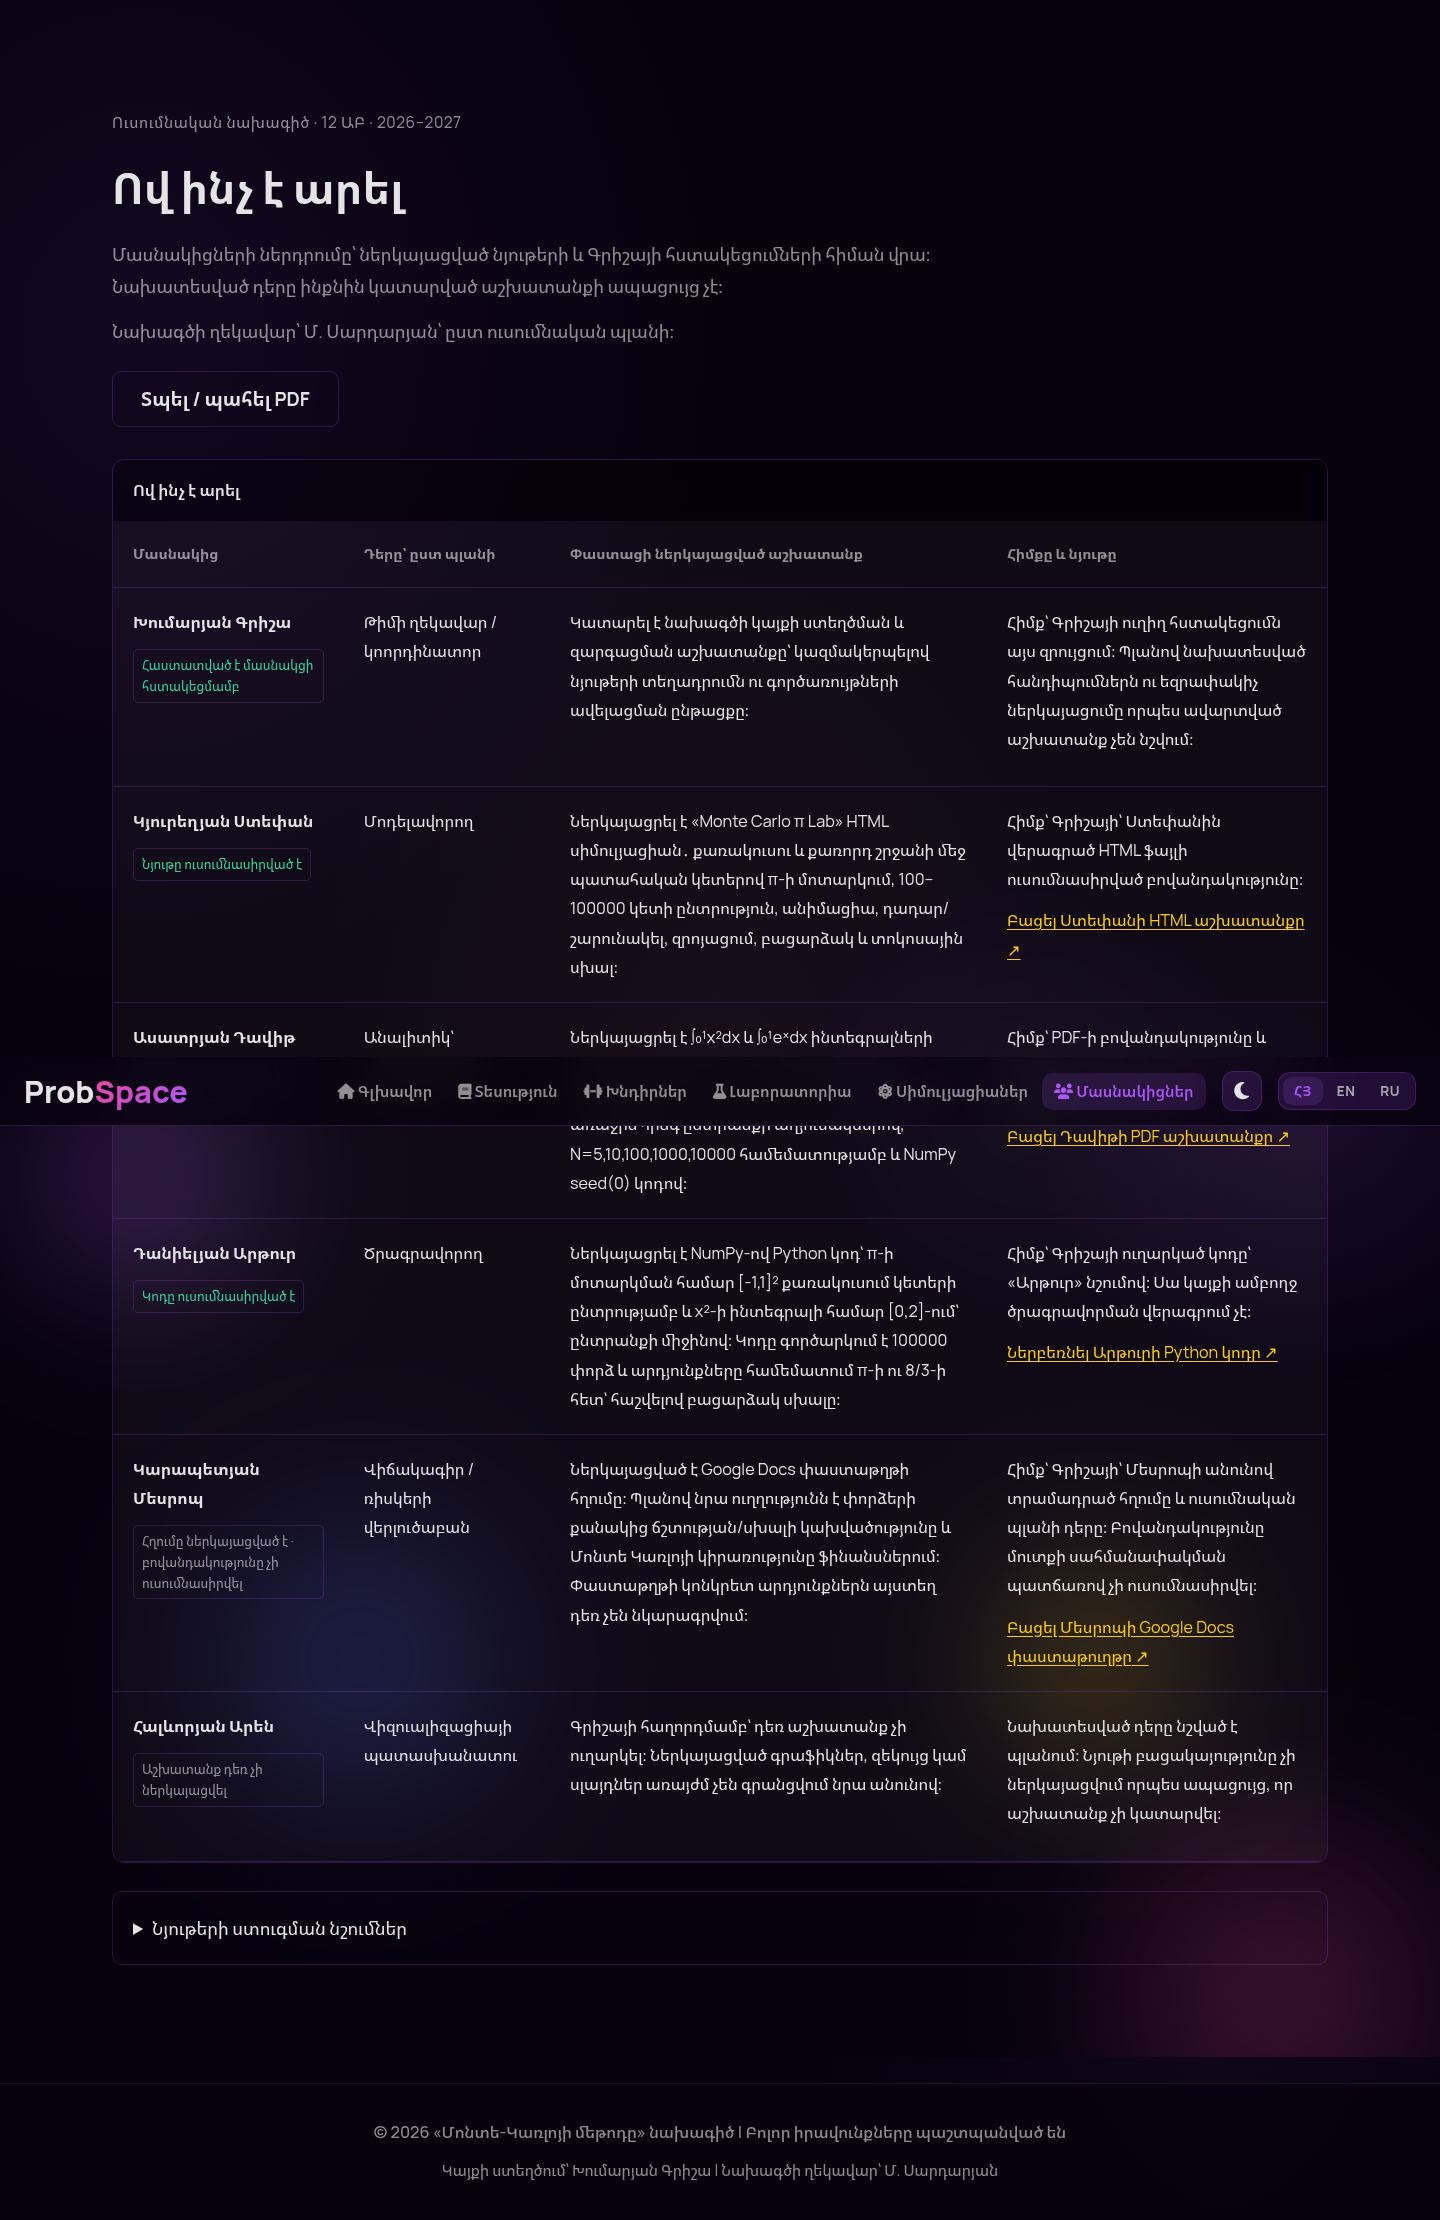 Ուսումնական նախագիծ · 12 ԱԲ · 2026–2027
Ով ինչ է արել
Մասնակիցների ներդրումը՝ ներկայացված նյութերի և Գրիշայի հստակեցումների հիման վրա։
Նախատեսված դերը ինքնին կատարված աշխատանքի ապացույց չէ։
Նախագծի ղեկավար՝ Մ. Սարդարյան՝ ըստ ուսումնական պլանի։
Տպել / պահել PDF
Ով ինչ է արել
Մասնակից
Դերը՝ ըստ պլանի
Փաստացի ներկայացված աշխատանք
Հիմքը և նյութը
Խումարյան Գրիշա
Հաստատված է մասնակցի
հստակեցմամբ
Թիմի ղեկավար /
կոորդինատոր
Կատարել է նախագծի կայքի ստեղծման և
զարգացման աշխատանքը՝ կազմակերպելով
նյութերի տեղադրումն ու գործառույթների
ավելացման ընթացքը։
Հիմք՝ Գրիշայի ուղիղ հստակեցումն
այս զրույցում։ Պլանով նախատեսված
հանդիպումներն ու եզրափակիչ
ներկայացումը որպես ավարտված
աշխատանք չեն նշվում։
Կյուրեղյան Ստեփան
Նյութը ուսումնասիրված է
Մոդելավորող
Ներկայացրել է «Monte Carlo π Lab» HTML
սիմուլյացիան․ քառակուսու և քառորդ շրջանի մեջ
պատահական կետերով π-ի մոտարկում, 100–
100000 կետի ընտրություն, անիմացիա, դադար/
շարունակել, զրոյացում, բացարձակ և տոկոսային
սխալ։
Հիմք՝ Գրիշայի՝ Ստեփանին
վերագրած HTML ֆայլի
ուսումնասիրված բովանդակությունը։
Բացել Ստեփանի HTML աշխատանքը
↗
Ասատրյան Դավիթ
Անալիտիկ՝
Ներկայացրել է ∫₀¹x²dx և ∫₀¹eˣdx ինտեգրալների
Հիմք՝ PDF-ի բովանդակությունը և
ProbSpace
Գլխավոր
Տեսություն
Խնդիրներ
Լաբորատորիա
Սիմուլյացիաներ
Մասնակիցներ
ՀՅ
EN
RU
N=5,10,100,1000,10000 համեմատությամբ և NumPy
seed(0) կոդով։
Բացել Դավիթի PDF աշխատանքը ↗
Դանիելյան Արթուր
Կոդը ուսումնասիրված է
Ծրագրավորող
Ներկայացրել է NumPy-ով Python կոդ՝ π-ի
մոտարկման համար [-1,1]² քառակուսում կետերի
ընտրությամբ և x²-ի ինտեգրալի համար [0,2]-ում՝
ընտրանքի միջինով։ Կոդը գործարկում է 100000
փորձ և արդյունքները համեմատում π-ի ու 8/3-ի
հետ՝ հաշվելով բացարձակ սխալը։
Հիմք՝ Գրիշայի ուղարկած կոդը՝
«Արթուր» նշումով։ Սա կայքի ամբողջ
ծրագրավորման վերագրում չէ։
Ներբեռնել Արթուրի Python կոդը ↗
Կարապետյան
Մեսրոպ
Հղումը ներկայացված է ·
բովանդակությունը չի
ուսումնասիրվել
Վիճակագիր /
ռիսկերի
վերլուծաբան
Ներկայացված է Google Docs փաստաթղթի
հղումը։ Պլանով նրա ուղղությունն է փորձերի
քանակից ճշտության/սխալի կախվածությունը և
Մոնտե Կառլոյի կիրառությունը ֆինանսներում։
Փաստաթղթի կոնկրետ արդյունքներն այստեղ
դեռ չեն նկարագրվում։
Հիմք՝ Գրիշայի՝ Մեսրոպի անունով
տրամադրած հղումը և ուսումնական
պլանի դերը։ Բովանդակությունը
մուտքի սահմանափակման
պատճառով չի ուսումնասիրվել։
Բացել Մեսրոպի Google Docs
փաստաթուղթը ↗
Հալևորյան Արեն
Աշխատանք դեռ չի
ներկայացվել
Վիզուալիզացիայի
պատասխանատու
Գրիշայի հաղորդմամբ՝ դեռ աշխատանք չի
ուղարկել։ Ներկայացված գրաֆիկներ, զեկույց կամ
սլայդներ առայժմ չեն գրանցվում նրա անունով։
Նախատեսված դերը նշված է
պլանում։ Նյութի բացակայությունը չի
ներկայացվում որպես ապացույց, որ
աշխատանք չի կատարվել։
Նյութերի ստուգման նշումներ
© 2026 «Մոնտե-Կառլոյի մեթոդը» նախագիծ | Բոլոր իրավունքները պաշտպանված են
Կայքի ստեղծում՝ Խումարյան Գրիշա | Նախագծի ղեկավար՝ Մ. Սարդարյան